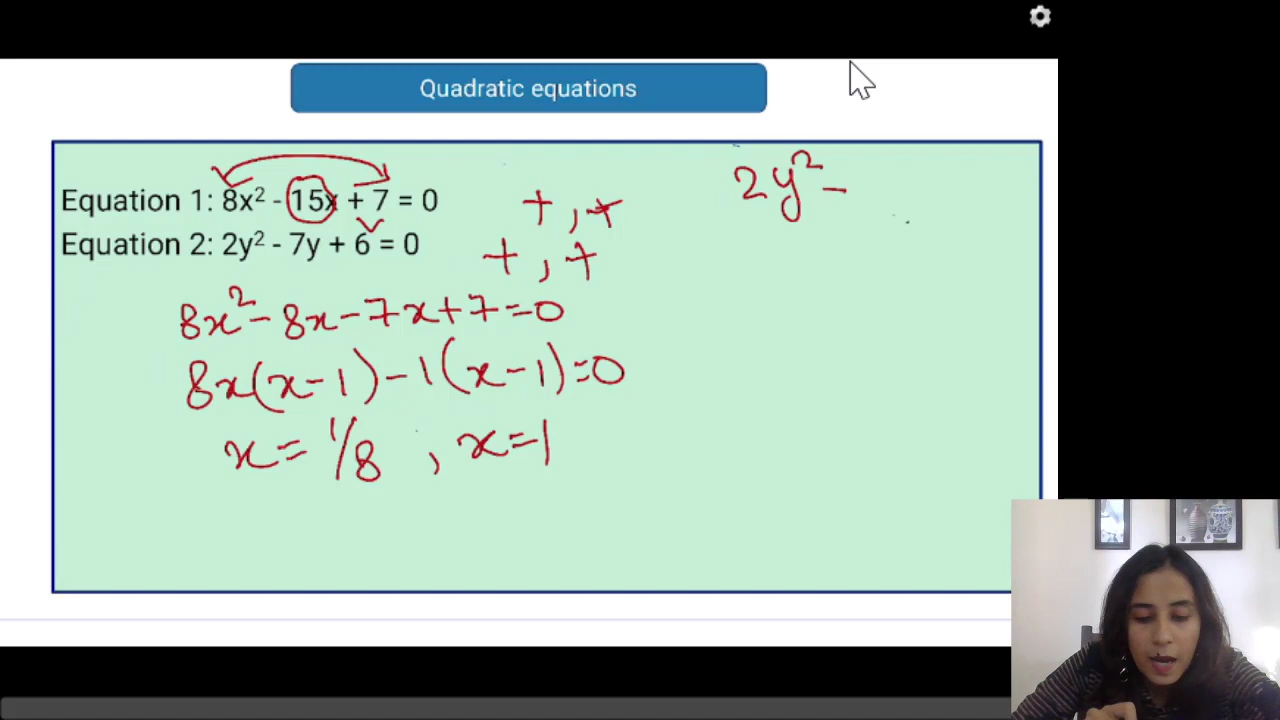 Quadratic equations
Equation 1: 8x² - 15x + 7 = 0
Equation 2: 2y² - 7y + 6 = 0
+ , +
+ , +
8x² - 8x - 7x + 7 = 0
8x(x - 1) - 1(x - 1) = 0
x = 1/8 , x = 1
2y² -